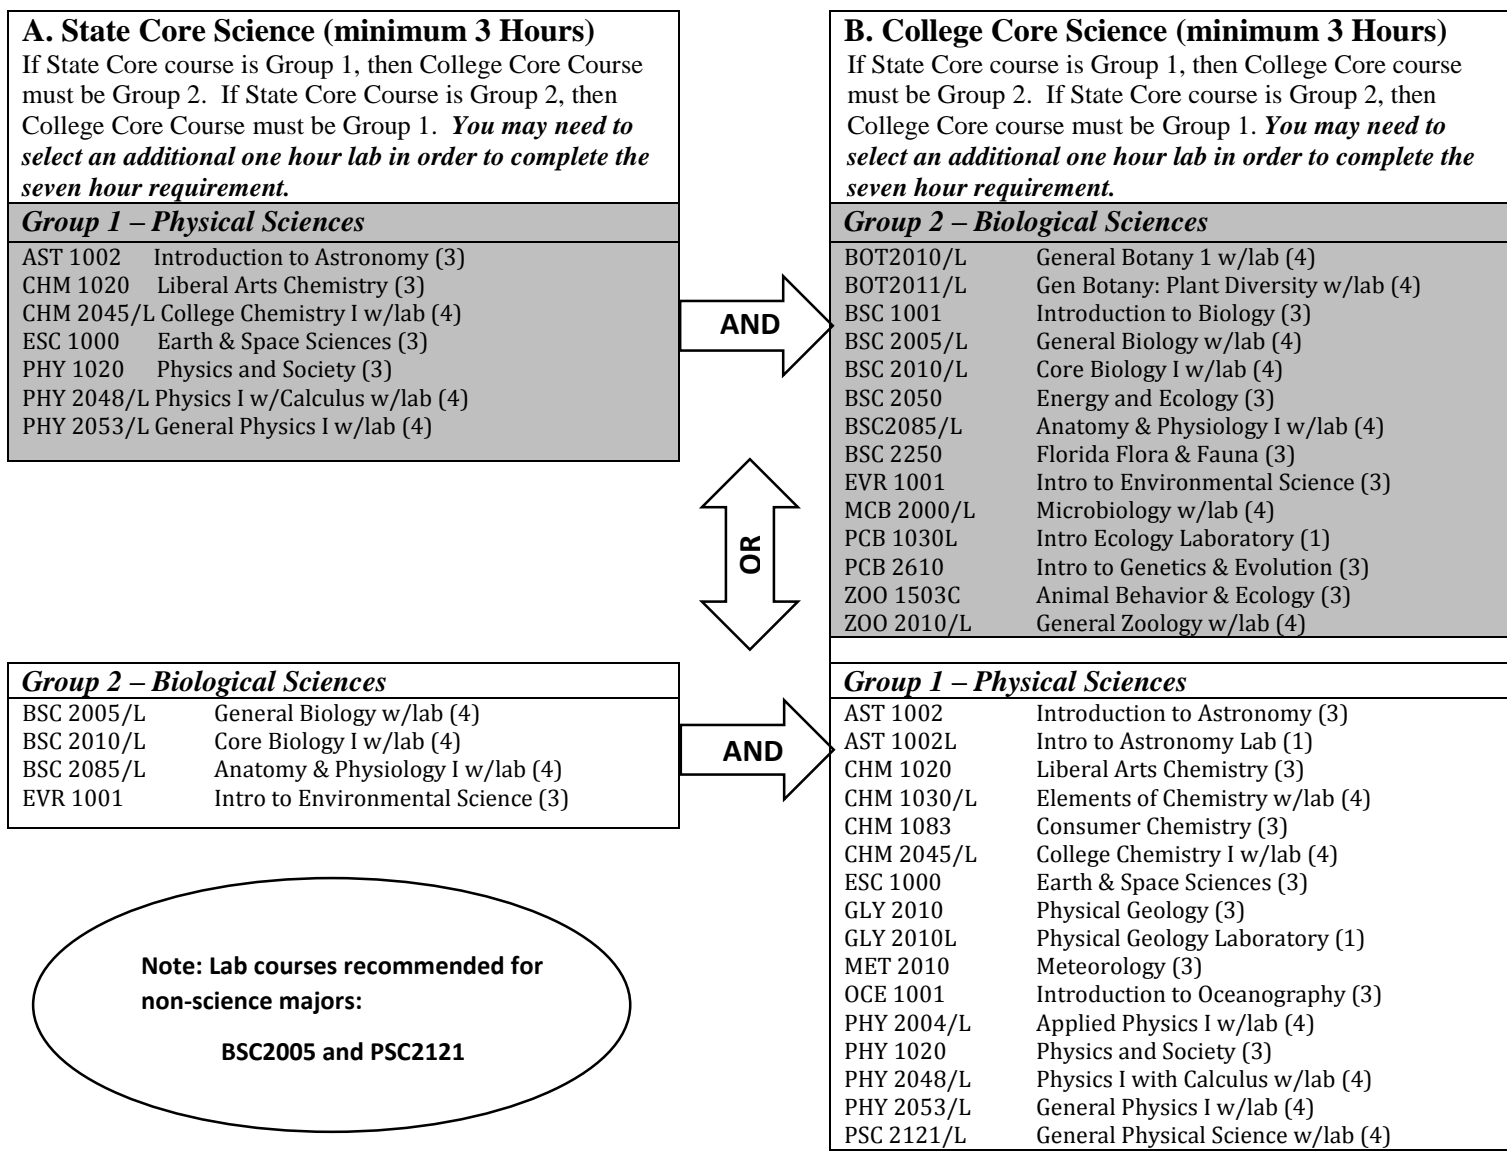 A. State Core Science (minimum 3 Hours)
If State Core course is Group 1, then College Core Course
must be Group 2.  If State Core Course is Group 2, then
College Core Course must be Group 1.  You may need to
select an additional one hour lab in order to complete the
seven hour requirement.
Group 1 – Physical Sciences
AST 1002 Introduction to Astronomy (3)
CHM 1020 Liberal Arts Chemistry (3)
CHM 2045/L College Chemistry I w/lab (4)
ESC 1000 Earth & Space Sciences (3)
PHY 1020 Physics and Society (3)
PHY 2048/L Physics I w/Calculus w/lab (4)
PHY 2053/L General Physics I w/lab (4)
AND
B. College Core Science (minimum 3 Hours)
If State Core course is Group 1, then College Core course
must be Group 2.  If State Core course is Group 2, then
College Core course must be Group 1. You may need to
select an additional one hour lab in order to complete the
seven hour requirement.
Group 2 – Biological Sciences
BOT2010/L General Botany 1 w/lab (4)
BOT2011/L Gen Botany: Plant Diversity w/lab (4)
BSC 1001 Introduction to Biology (3)
BSC 2005/L General Biology w/lab (4)
BSC 2010/L Core Biology I w/lab (4)
BSC 2050 Energy and Ecology (3)
BSC2085/L Anatomy & Physiology I w/lab (4)
BSC 2250 Florida Flora & Fauna (3)
EVR 1001 Intro to Environmental Science (3)
MCB 2000/L Microbiology w/lab (4)
PCB 1030L Intro Ecology Laboratory (1)
PCB 2610 Intro to Genetics & Evolution (3)
ZOO 1503C Animal Behavior & Ecology (3)
ZOO 2010/L General Zoology w/lab (4)
OR
Group 2 – Biological Sciences
BSC 2005/L General Biology w/lab (4)
BSC 2010/L Core Biology I w/lab (4)
BSC 2085/L Anatomy & Physiology I w/lab (4)
EVR 1001 Intro to Environmental Science (3)
AND
Group 1 – Physical Sciences
AST 1002 Introduction to Astronomy (3)
AST 1002L Intro to Astronomy Lab (1)
CHM 1020 Liberal Arts Chemistry (3)
CHM 1030/L Elements of Chemistry w/lab (4)
CHM 1083 Consumer Chemistry (3)
CHM 2045/L College Chemistry I w/lab (4)
ESC 1000 Earth & Space Sciences (3)
GLY 2010 Physical Geology (3)
GLY 2010L Physical Geology Laboratory (1)
MET 2010 Meteorology (3)
OCE 1001 Introduction to Oceanography (3)
PHY 2004/L Applied Physics I w/lab (4)
PHY 1020 Physics and Society (3)
PHY 2048/L Physics I with Calculus w/lab (4)
PHY 2053/L General Physics I w/lab (4)
PSC 2121/L General Physical Science w/lab (4)
Note: Lab courses recommended for
non-science majors:
BSC2005 and PSC2121